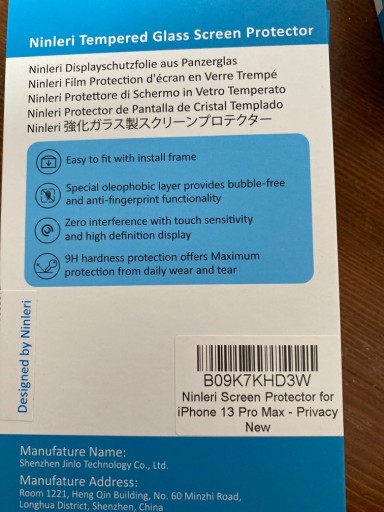 Ninleri Tempered Glass Screen Protector
Ninleri Displayschutzfolie aus Panzerglas
Ninleri Film Protection d'écran en Verre Trempé
Ninleri Protettore di Schermo in Vetro Temperato
Ninleri Protector de Pantalla de Cristal Templado
Ninleri 強化ガラス製スクリーンプロテクター
Easy to fit with install frame
Special oleophobic layer provides bubble-free
and anti-fingerprint functionality
Zero interference with touch sensitivity
and high definition display
9H hardness protection offers Maximum
protection from daily wear and tear
Designed by Ninleri
B09K7KHD3W
Ninleri Screen Protector for
iPhone 13 Pro Max - Privacy
New
Manufature Name:
Shenzhen Jinlo Technology Co., Ltd.
Manufature Address:
Room 1221, Heng Qin Building, No. 60 Minzhi Road,
Longhua District, Shenzhen, China